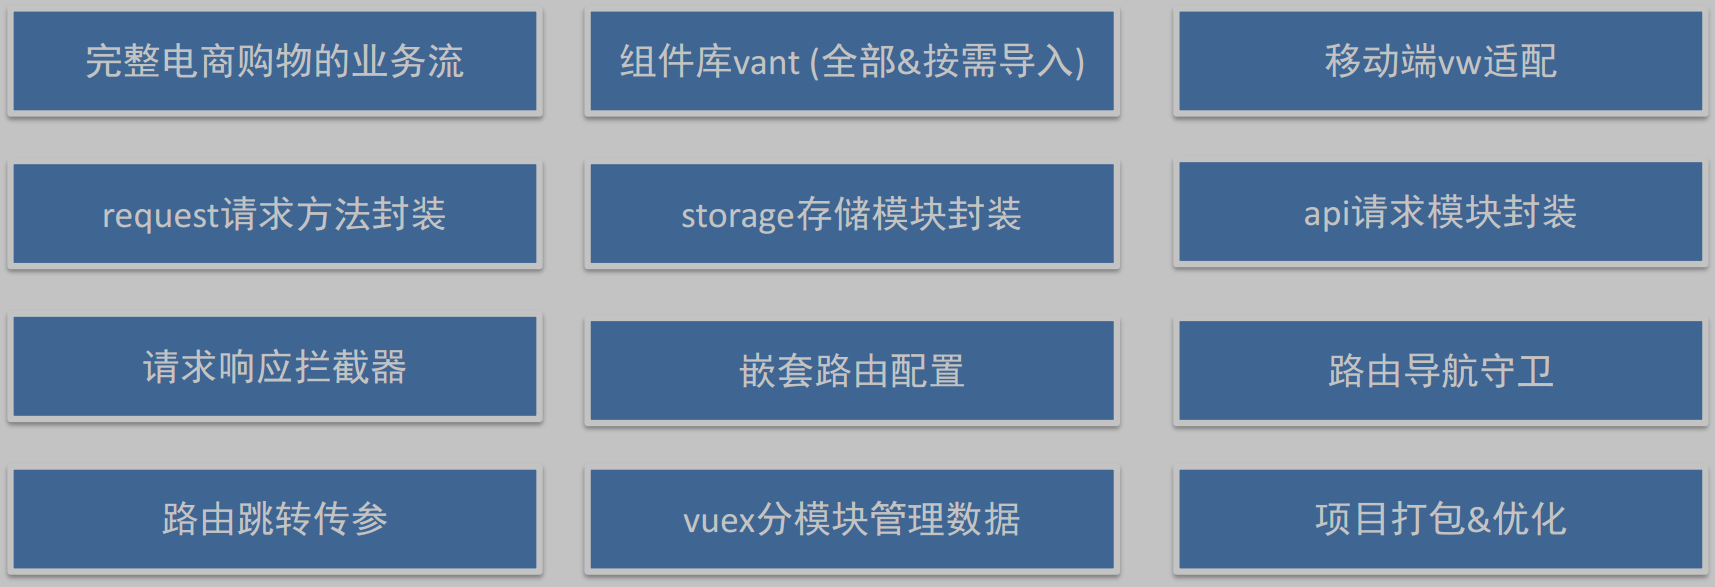 完整电商购物的业务流
组件库vant (全部&按需导入)
移动端vw适配
request请求方法封装
storage存储模块封装
api请求模块封装
请求响应拦截器
嵌套路由配置
路由导航守卫
路由跳转传参
vuex分模块管理数据
项目打包&优化